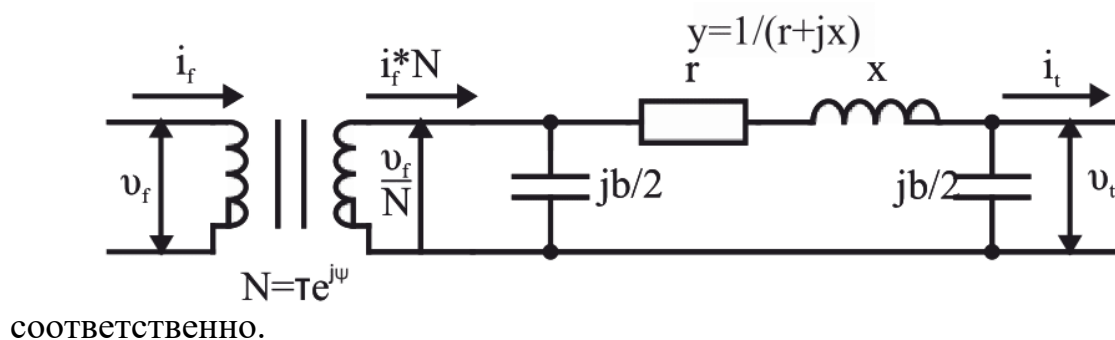 y=1/(r+jx)
i_f i_f*N r x i_t
υ_f υ_f/N jb/2 jb/2 υ_t
N=τe^jψ
соответственно.